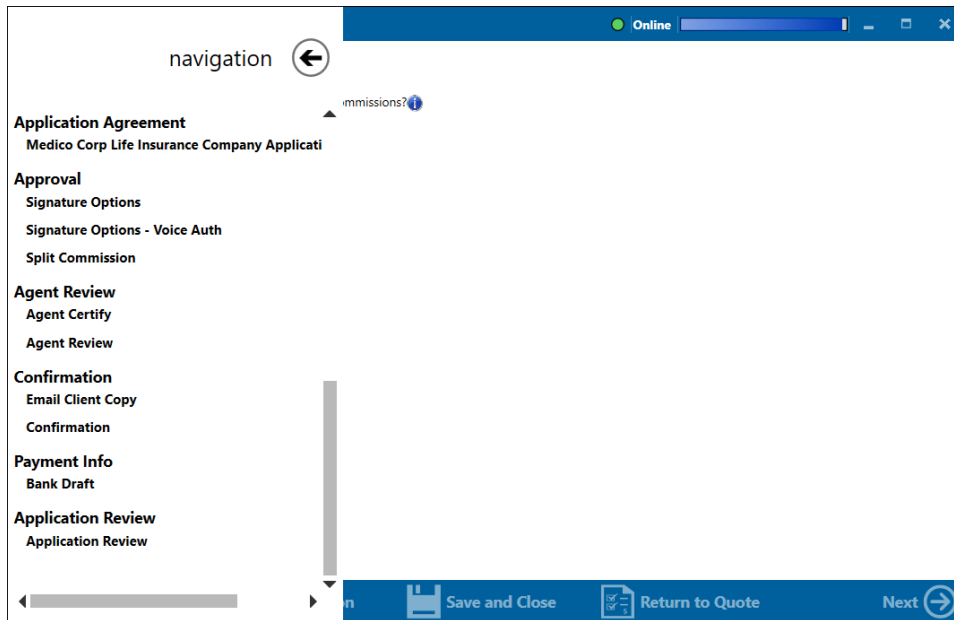 Online
navigation
ommissions?
Application Agreement
Medico Corp Life Insurance Company Applicati
Approval
Signature Options
Signature Options - Voice Auth
Split Commission
Agent Review
Agent Certify
Agent Review
Confirmation
Email Client Copy
Confirmation
Payment Info
Bank Draft
Application Review
Application Review
on
Save and Close
Return to Quote
Next